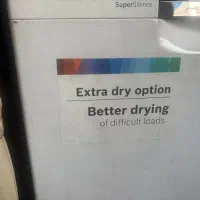 SuperSilence
Extra dry option
Better drying
of difficult loads